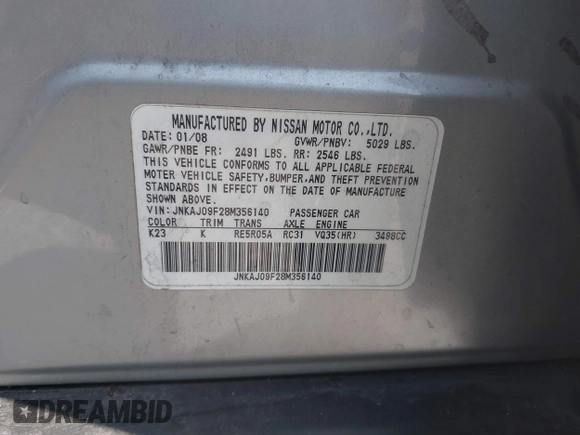 MANUFACTURED BY NISSAN MOTOR CO.,LTD.
DATE: 01/08 GVWR/PNBV: 5029 LBS.
GAWR/PNBE FR: 2491 LBS. RR: 2546 LBS.
THIS VEHICLE CONFORMS TO ALL APPLICABLE FEDERAL
MOTOR VEHICLE SAFETY,BUMPER,AND THEFT PREVENTION
STANDARDS IN EFFECT ON THE DATE OF MANUFACTURE
SHOWN ABOVE.
VIN: JNKAJ09F28M356140 PASSENGER CAR
COLOR TRIM TRANS AXLE ENGINE
K23 K RE5R05A RC31 VQ35(HR) 3498CC
JNKAJ09F28M356140
DREAMBID